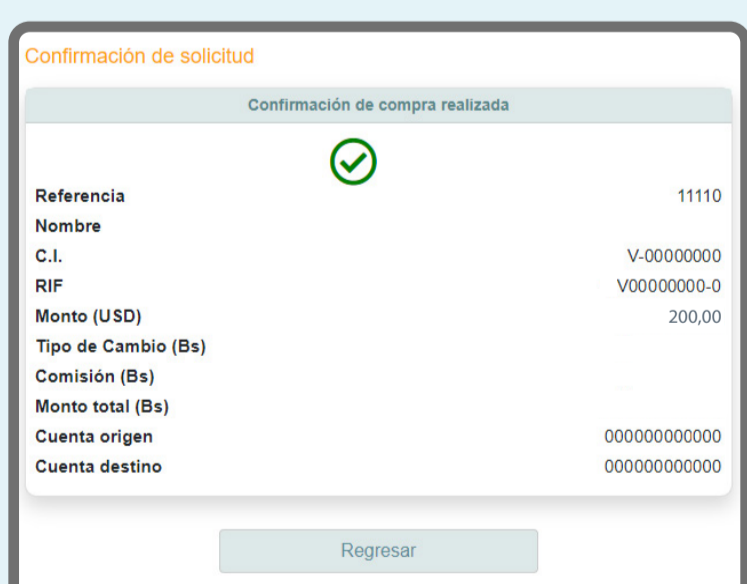 Confirmación de solicitud
Confirmación de compra realizada
Referencia 11110
Nombre
C.I. V-00000000
RIF V00000000-0
Monto (USD) 200,00
Tipo de Cambio (Bs)
Comisión (Bs)
Monto total (Bs)
Cuenta origen 000000000000
Cuenta destino 000000000000
Regresar